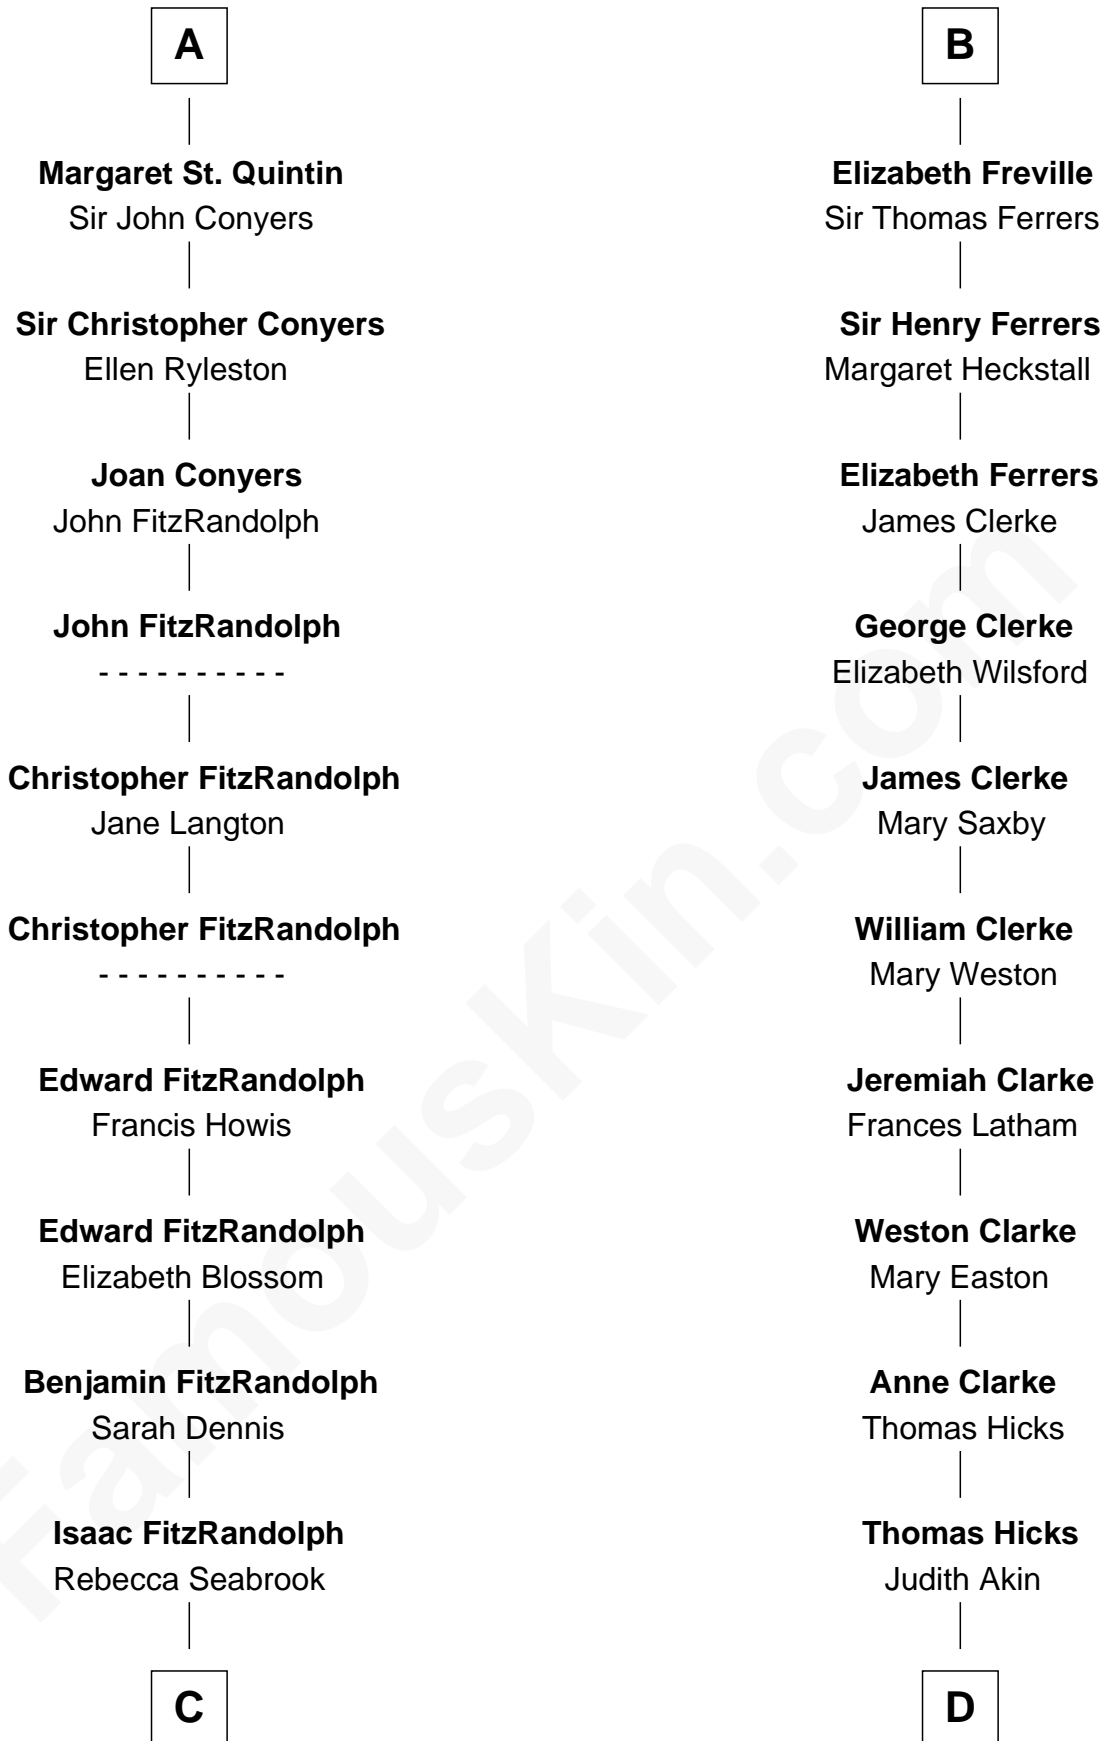 A
Margaret St. Quintin
Sir John Conyers
Sir Christopher Conyers
Ellen Ryleston
Joan Conyers
John FitzRandolph
John FitzRandolph
- - - - - - - - - -
Christopher FitzRandolph
Jane Langton
Christopher FitzRandolph
- - - - - - - - - -
Edward FitzRandolph
Francis Howis
Edward FitzRandolph
Elizabeth Blossom
Benjamin FitzRandolph
Sarah Dennis
Isaac FitzRandolph
Rebecca Seabrook
C
B
Elizabeth Freville
Sir Thomas Ferrers
Sir Henry Ferrers
Margaret Heckstall
Elizabeth Ferrers
James Clerke
George Clerke
Elizabeth Wilsford
James Clerke
Mary Saxby
William Clerke
Mary Weston
Jeremiah Clarke
Frances Latham
Weston Clarke
Mary Easton
Anne Clarke
Thomas Hicks
Thomas Hicks
Judith Akin
D
FamousKin.com